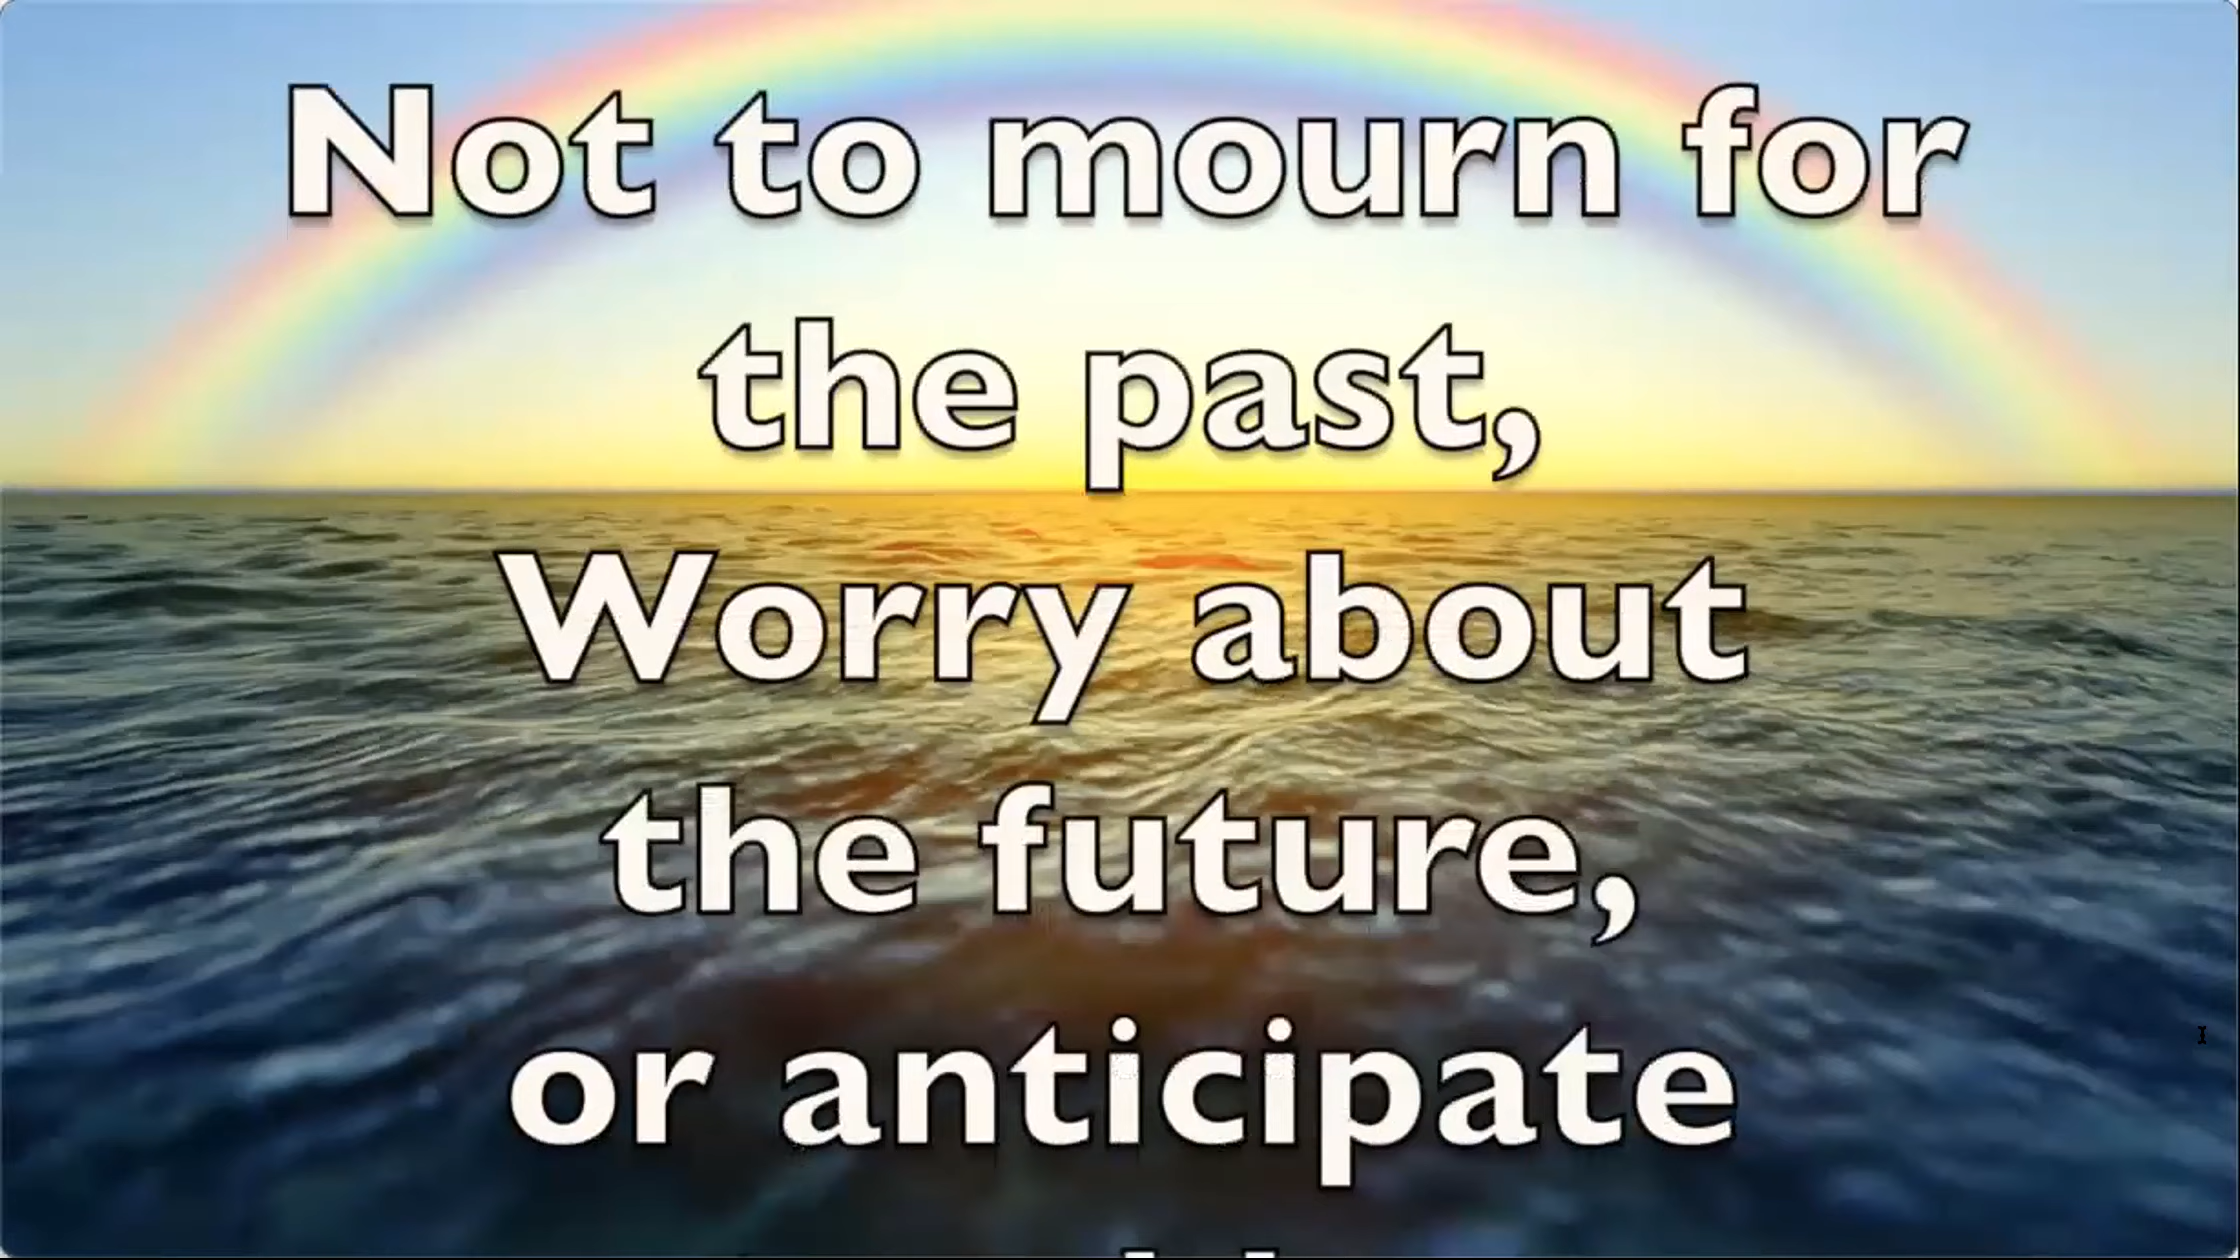 Not to mourn for
the past,
Worry about
the future,
or anticipate